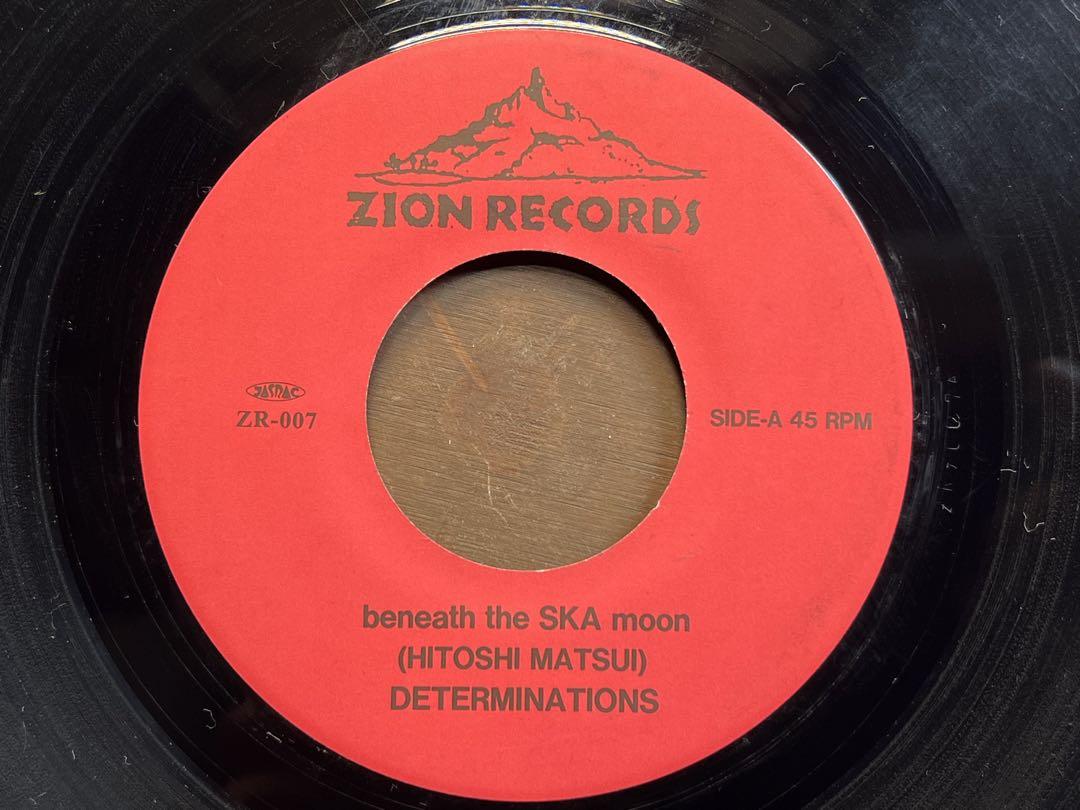 ZION RECORDS
JASRAC
ZR-007
SIDE-A 45 RPM
beneath the SKA moon
(HITOSHI MATSUI)
DETERMINATIONS